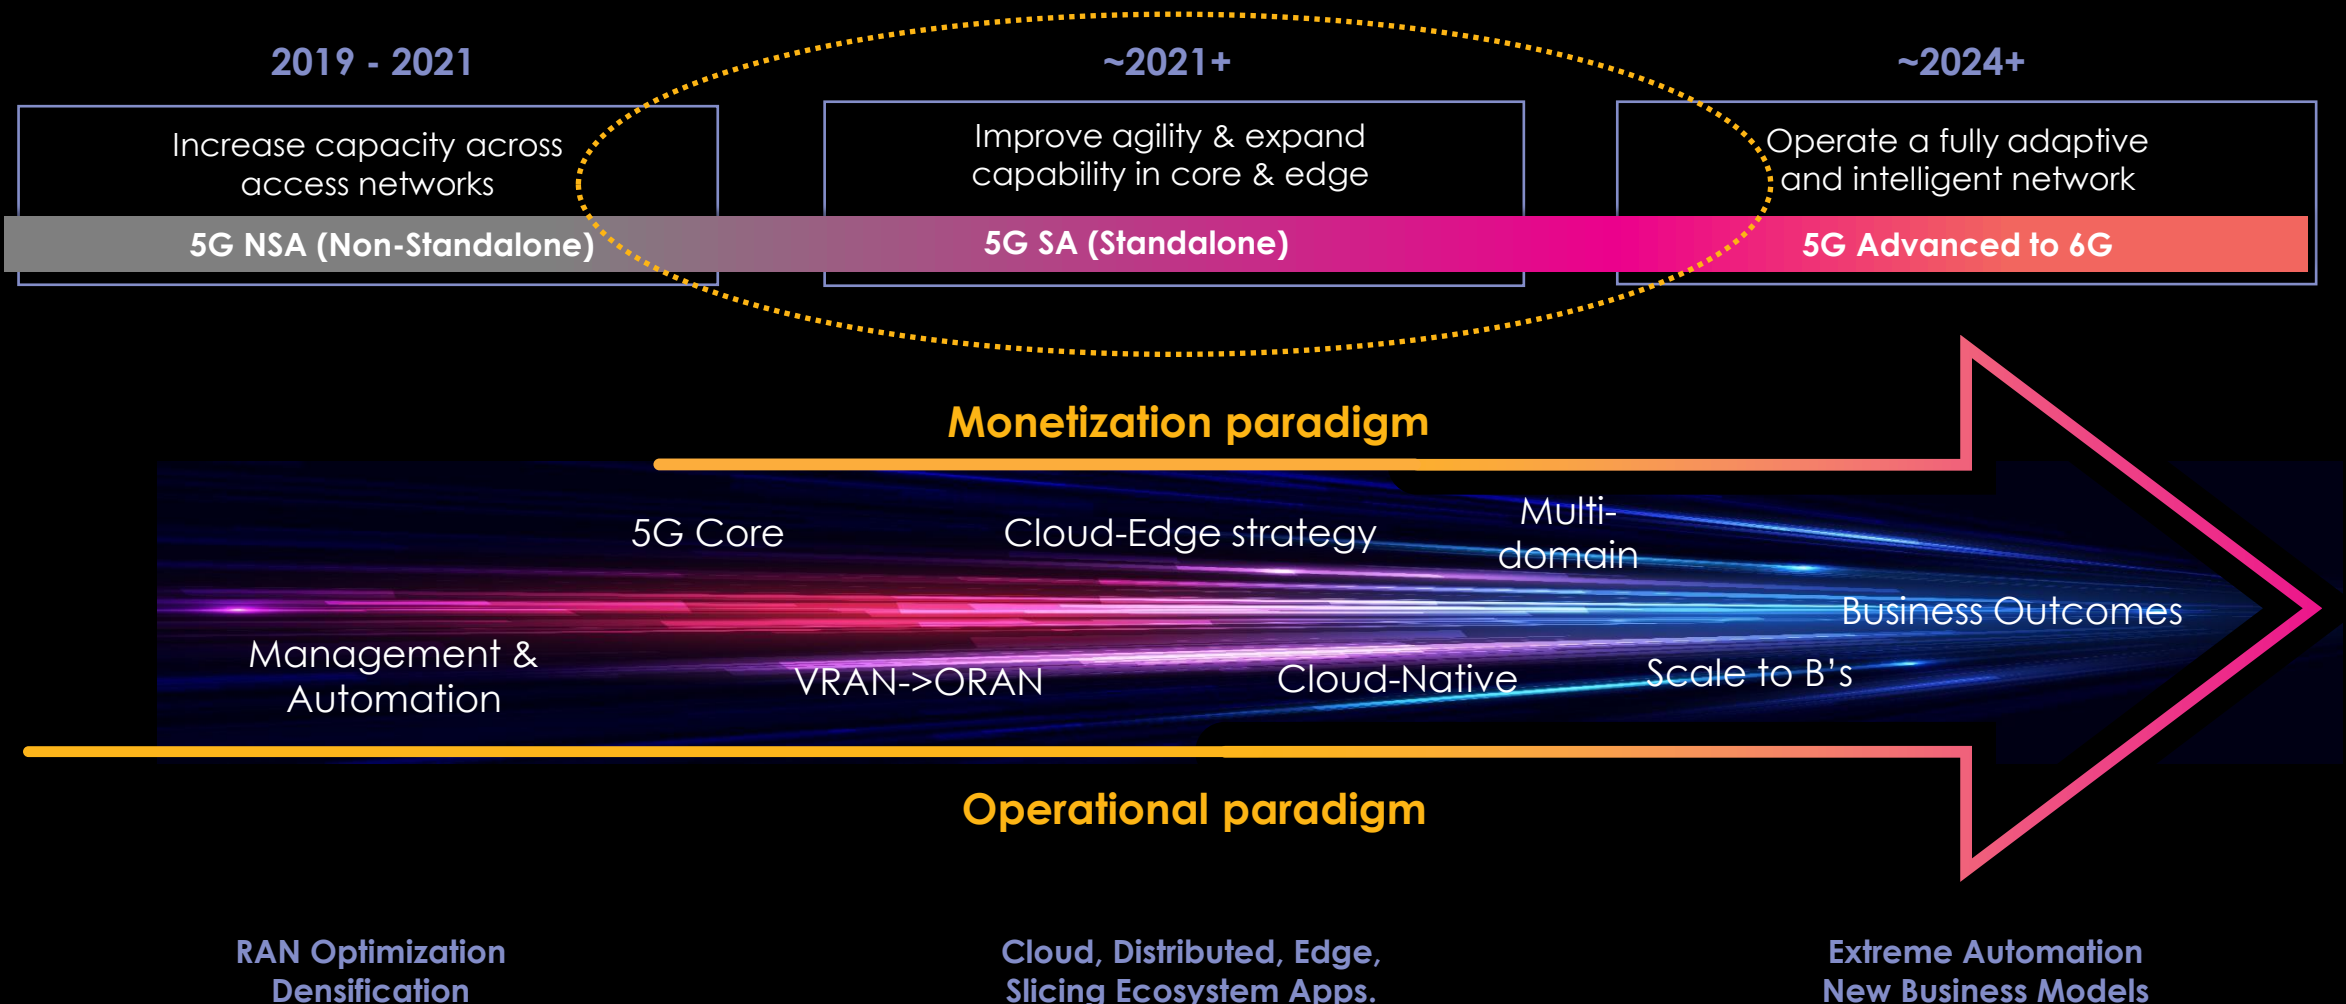 2019 - 2021
~2021+
~2024+
Increase capacity across
access networks
5G NSA (Non-Standalone)
Improve agility & expand
capability in core & edge
5G SA (Standalone)
Operate a fully adaptive
and intelligent network
5G Advanced to 6G
Monetization paradigm
5G Core
Cloud-Edge strategy
Multi-
domain
Business Outcomes
Management &
Automation
VRAN->ORAN
Cloud-Native
Scale to B's
Operational paradigm
RAN Optimization
Densification
Cloud, Distributed, Edge,
Slicing Ecosystem Apps.
Extreme Automation
New Business Models